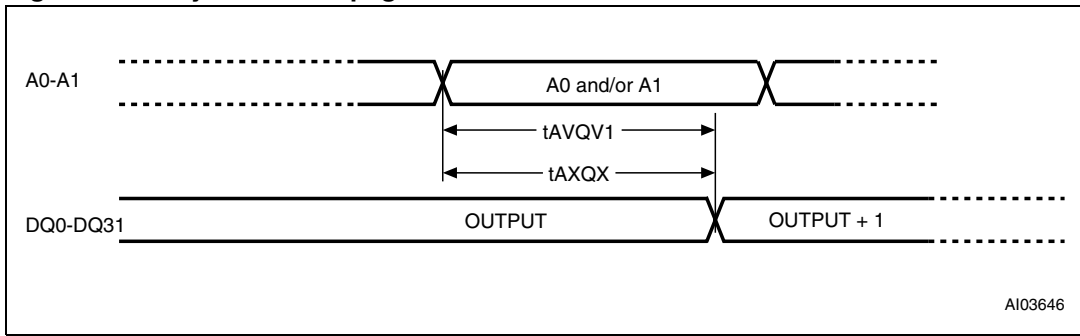 A0-A1
A0 and/or A1
tAVQV1
tAXQX
DQ0-DQ31
OUTPUT
OUTPUT + 1
AI03646